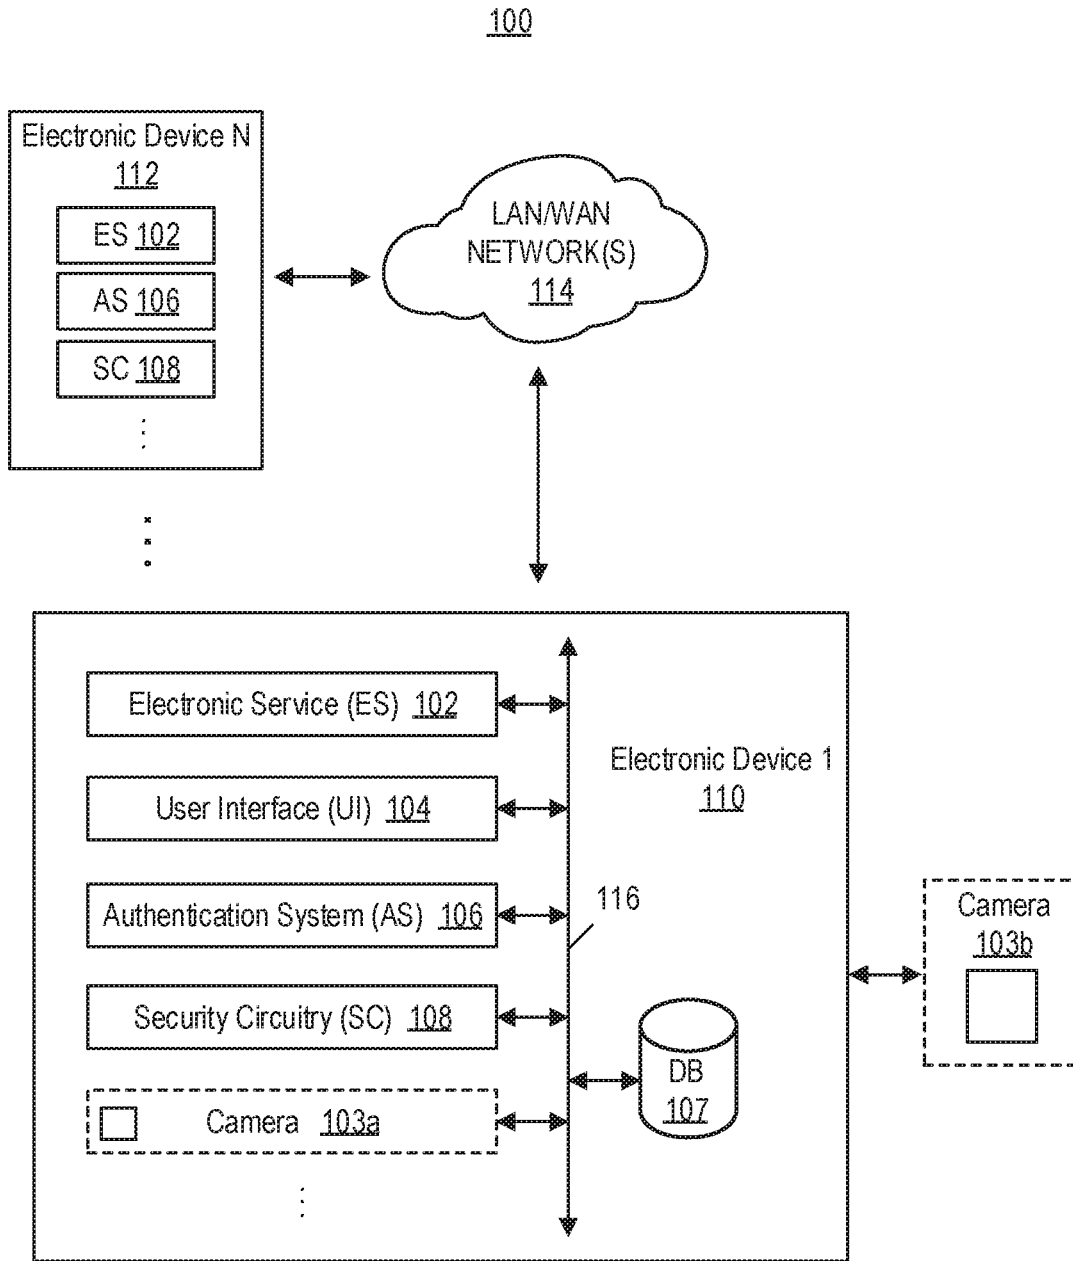 100
Electronic Device N
112
ES 102
AS 106
SC 108
LAN/WAN
NETWORK(S)
114
Electronic Service (ES) 102
User Interface (UI) 104
Authentication System (AS) 106
Security Circuitry (SC) 108
Camera 103a
Electronic Device 1
110
116
DB
107
Camera
103b